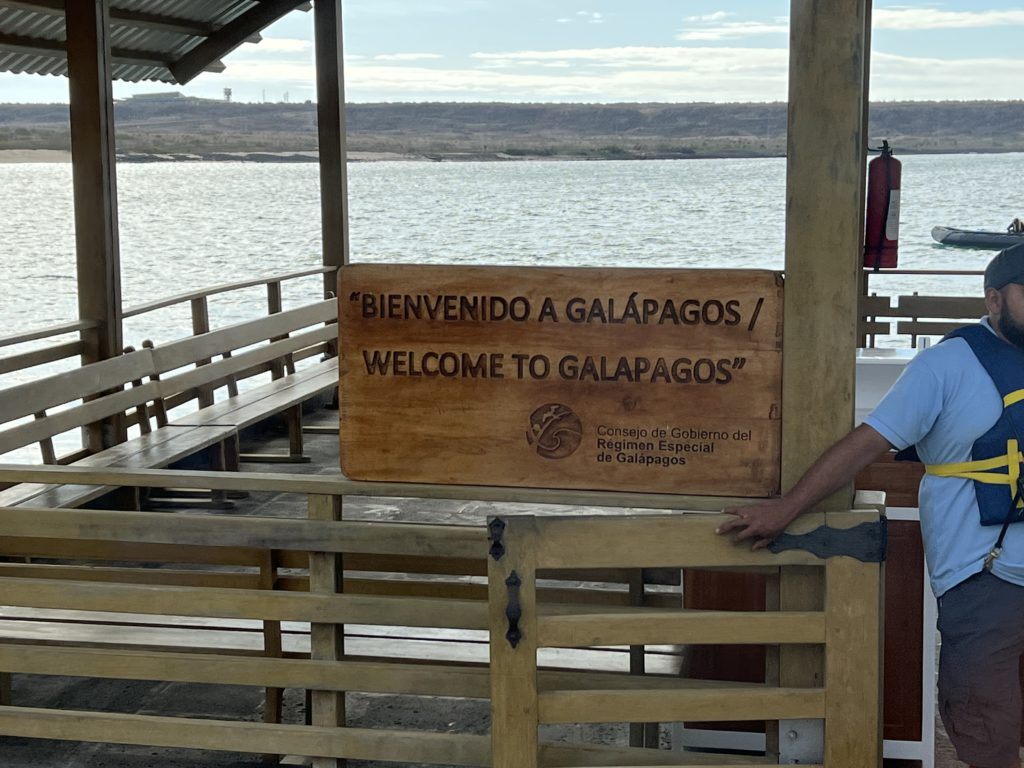 “BIENVENIDO A GALÁPAGOS /
WELCOME TO GALAPAGOS”
Consejo de Gobierno del
Régimen Especial
de Galápagos